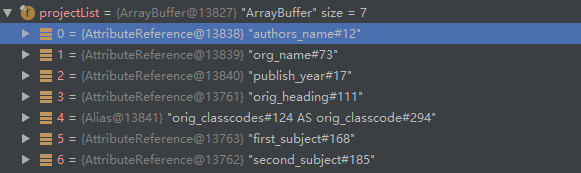 f projectList = {ArrayBuffer@13827} "ArrayBuffer" size = 7
0 = {AttributeReference@13838} "authors_name#12"
1 = {AttributeReference@13839} "org_name#73"
2 = {AttributeReference@13840} "publish_year#17"
3 = {AttributeReference@13761} "orig_heading#111"
4 = {Alias@13841} "orig_classcodes#124 AS orig_classcode#294"
5 = {AttributeReference@13763} "first_subject#168"
6 = {AttributeReference@13762} "second_subject#185"